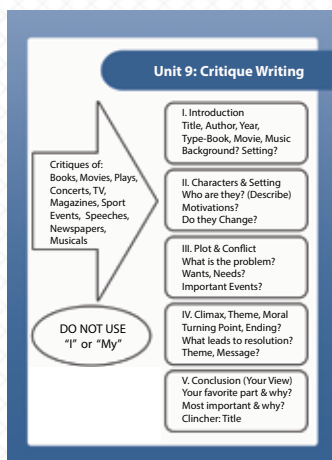 Unit 9: Critique Writing
Critiques of:
Books, Movies, Plays,
Concerts, TV,
Magazines, Sport
Events, Speeches,
Newspapers,
Musicals
DO NOT USE
“I” or “My”
I. Introduction
Title, Author, Year,
Type-Book, Movie, Music
Background? Setting?
II. Characters & Setting
Who are they? (Describe)
Motivations?
Do they Change?
III. Plot & Conflict
What is the problem?
Wants, Needs?
Important Events?
IV. Climax, Theme, Moral
Turning Point, Ending?
What leads to resolution?
Theme, Message?
V. Conclusion (Your View)
Your favorite part & why?
Most important & why?
Clincher: Title